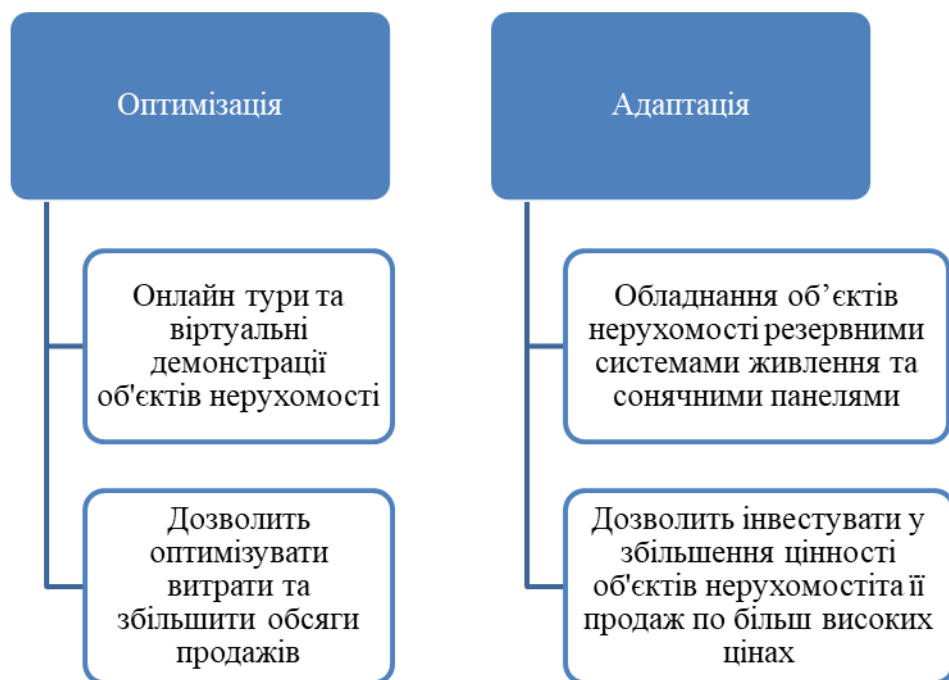 Оптимізація
Онлайн тури та
віртуальні
демонстрації
об'єктів нерухомості
Дозволить
оптимізувати
витрати та
збільшити обсяги
продажів
Адаптація
Обладнання об’єктів
нерухомості резервними
системами живлення та
сонячними панелями
Дозволить інвестувати у
збільшення цінності
об'єктів нерухомостіта її
продаж по більш високих
цінах